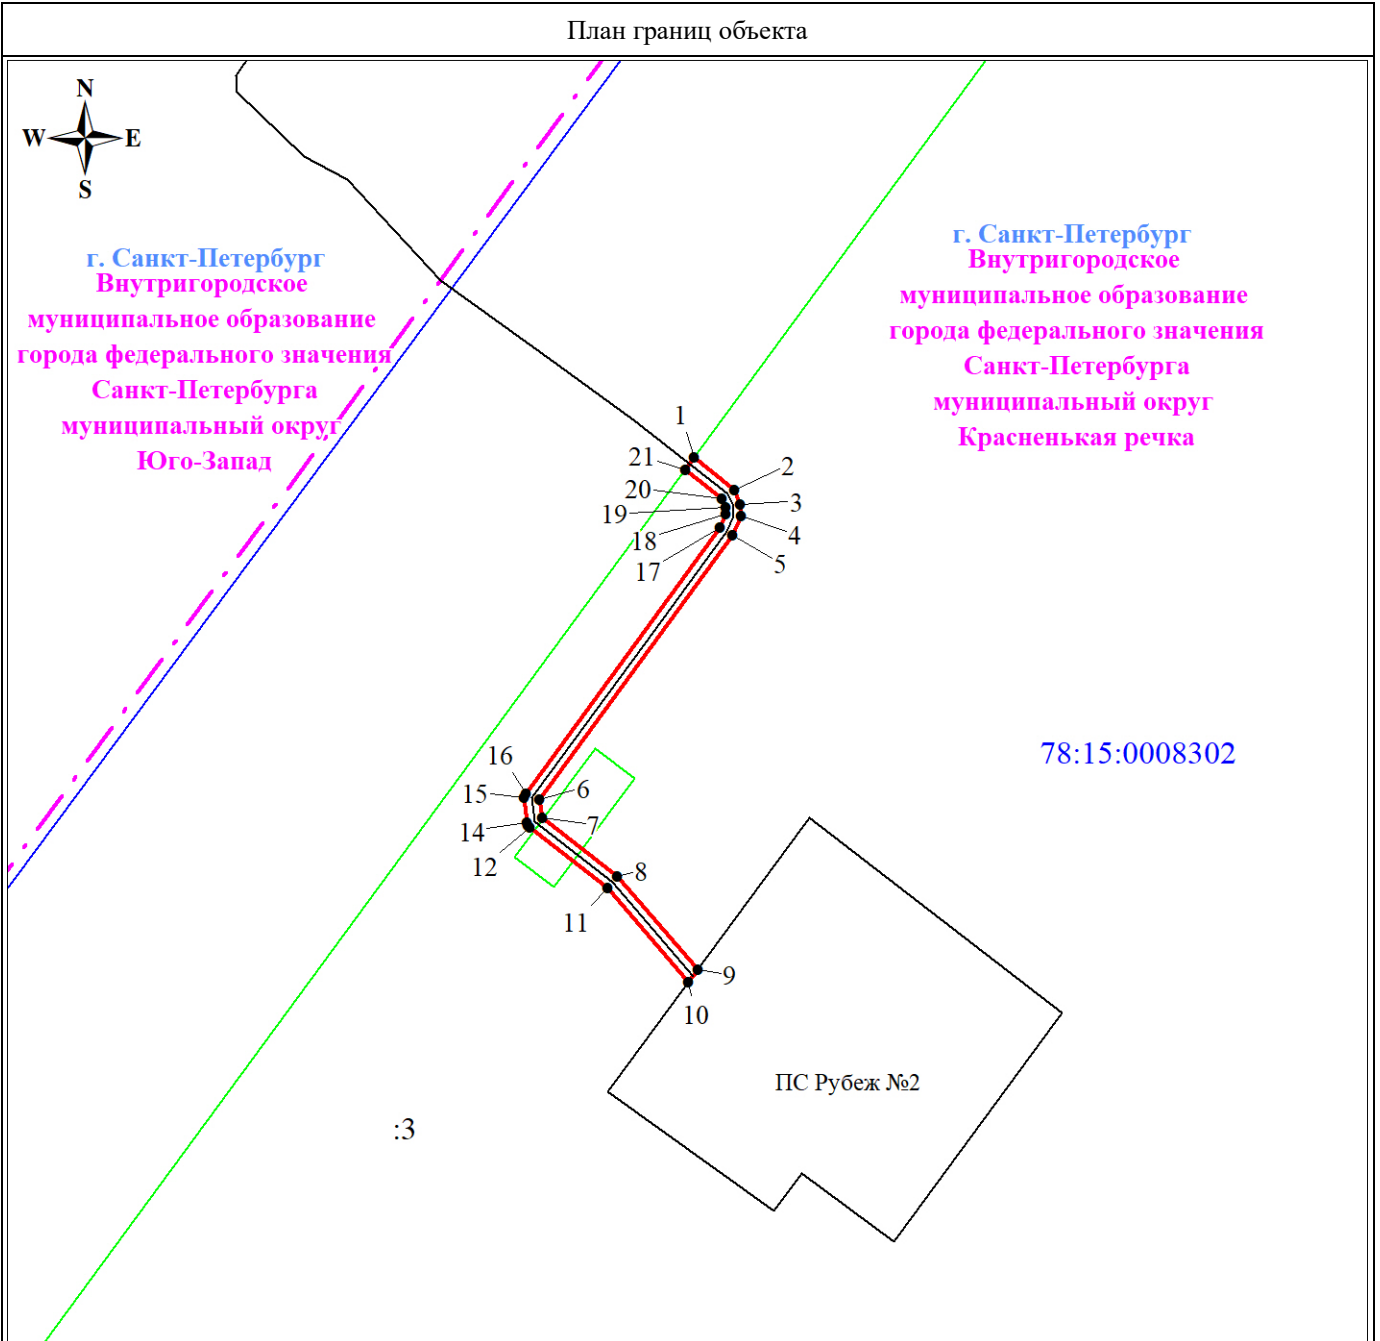 План границ объекта
N
W E
S
г. Санкт-Петербург
Внутригородское
муниципальное образование
города федерального значения
Санкт-Петербурга
муниципальный округ
Юго-Запад
г. Санкт-Петербург
Внутригородское
муниципальное образование
города федерального значения
Санкт-Петербурга
муниципальный округ
Красненькая речка
1
21
2
20
3
19
4
18
5
17
78:15:0008302
16
15
6
14
7
12
8
11
9
10
ПС Рубеж №2
:3